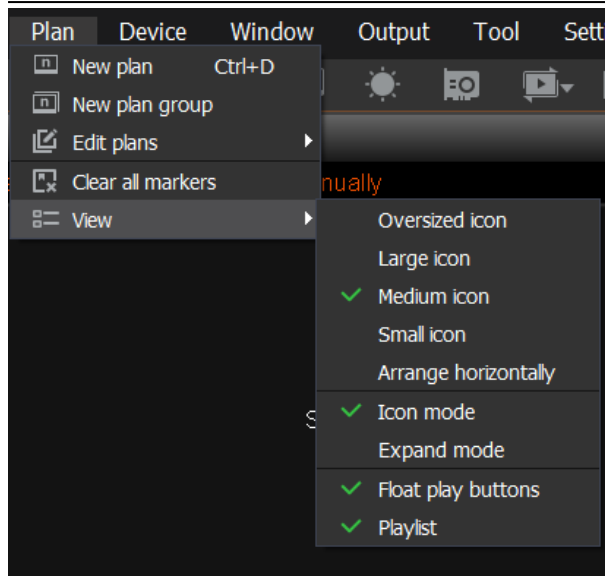 Plan Device Window Output Tool Sett
New plan Ctrl+D
New plan group
Edit plans
Clear all markers
nually
View
Oversized icon
Large icon
Medium icon
Small icon
Arrange horizontally
S
Icon mode
Expand mode
Float play buttons
Playlist